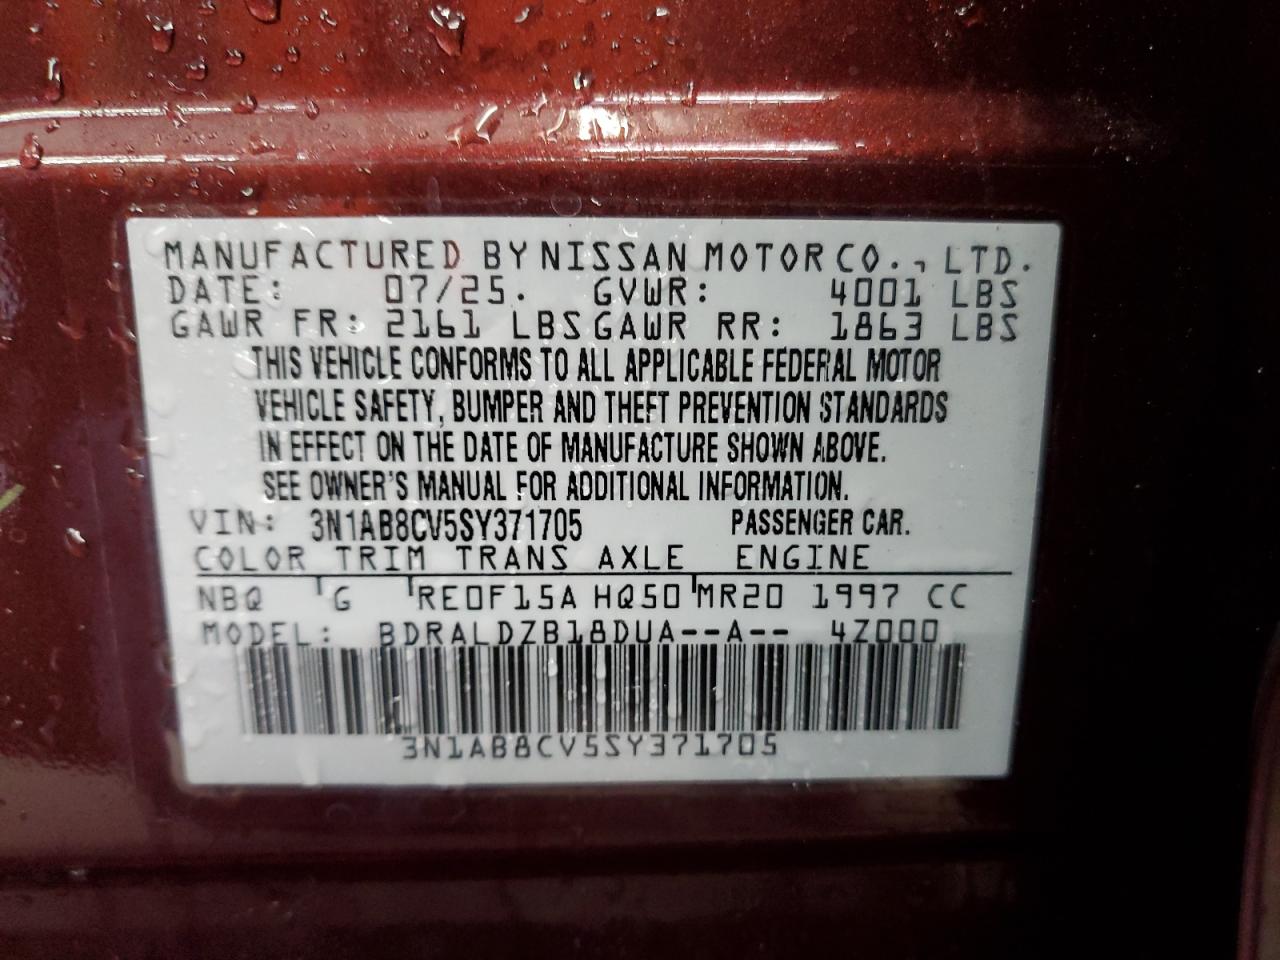 MANUFACTURED BY NISSAN MOTOR CO., LTD.
DATE: 07/25. GVWR: 4001 LBS
GAWR FR: 2161 LBS GAWR RR: 1863 LBS
THIS VEHICLE CONFORMS TO ALL APPLICABLE FEDERAL MOTOR
VEHICLE SAFETY, BUMPER AND THEFT PREVENTION STANDARDS
IN EFFECT ON THE DATE OF MANUFACTURE SHOWN ABOVE.
SEE OWNER'S MANUAL FOR ADDITIONAL INFORMATION.
VIN: 3N1AB8CV5SY371705 PASSENGER CAR.
COLOR TRIM TRANS AXLE ENGINE
NBQ G RE0F15A HQ50 MR20 1997 CC
MODEL: BDRALDZB18DUA--A-- 4Z000
3N1AB8CV5SY371705